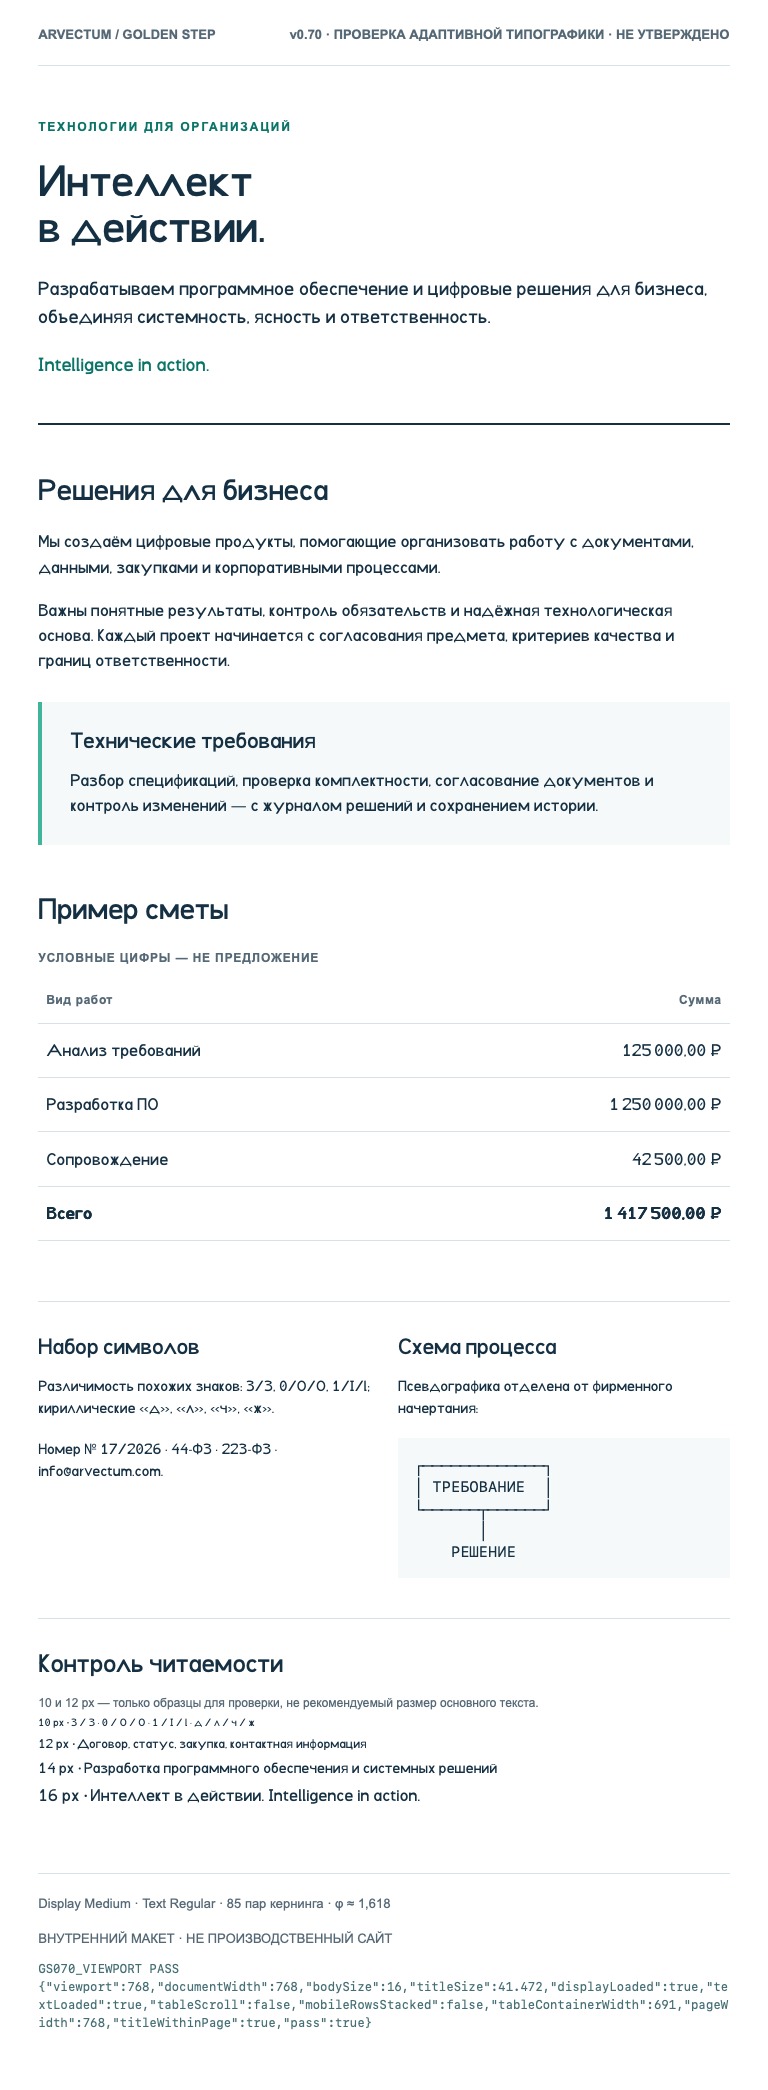 ARVECTUM / GOLDEN STEP
v0.70 · ПРОВЕРКА АДАПТИВНОЙ ТИПОГРАФИКИ · НЕ УТВЕРЖДЕНО
ТЕХНОЛОГИИ ДЛЯ ОРГАНИЗАЦИЙ
Интеллект
в действии.
Разрабатываем программное обеспечение и цифровые решения для бизнеса,
объединяя системность, ясность и ответственность.
Intelligence in action.
Решения для бизнеса
Мы создаём цифровые продукты, помогающие организовать работу с документами,
данными, закупками и корпоративными процессами.
Важны понятные результаты, контроль обязательств и надёжная технологическая
основа. Каждый проект начинается с согласования предмета, критериев качества и
границ ответственности.
Технические требования
Разбор спецификаций, проверка комплектности, согласование документов и
контроль изменений — с журналом решений и сохранением истории.
Пример сметы
УСЛОВНЫЕ ЦИФРЫ — НЕ ПРЕДЛОЖЕНИЕ
Вид работ Сумма
Анализ требований 125 000,00 ₽
Разработка ПО 1 250 000,00 ₽
Сопровождение 42 500,00 ₽
Всего 1 417 500,00 ₽
Набор символов
Различимость похожих знаков: З/3, 0/О/O, 1/I/l;
кириллические «д», «л», «ч», «ж».
Номер № 17/2026 · 44-ФЗ · 223-ФЗ ·
info@arvectum.com.
Схема процесса
Псевдографика отделена от фирменного
начертания:
ТРЕБОВАНИЕ
РЕШЕНИЕ
Контроль читаемости
10 и 12 px — только образцы для проверки, не рекомендуемый размер основного текста.
10 px · З / 3 · 0 / О / O · 1 / I / l · д / л / ч / ж
12 px · Договор, статус, закупка, контактная информация
14 px · Разработка программного обеспечения и системных решений
16 px · Интеллект в действии. Intelligence in action.
Display Medium · Text Regular · 85 пар кернинга · φ ≈ 1,618
ВНУТРЕННИЙ МАКЕТ · НЕ ПРОИЗВОДСТВЕННЫЙ САЙТ
GS070_VIEWPORT PASS
{"viewport":768,"documentWidth":768,"bodySize":16,"titleSize":41.472,"displayLoaded":true,"te
xtLoaded":true,"tableScroll":false,"mobileRowsStacked":false,"tableContainerWidth":691,"pageW
idth":768,"titleWithinPage":true,"pass":true}